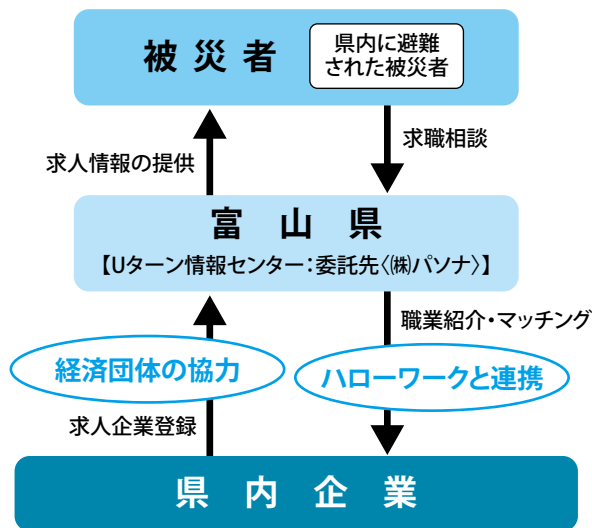 被災者
県内に避難
された被災者
求人情報の提供
求職相談
富山県
【Uターン情報センター：委託先〈㈱パソナ〉】
職業紹介・マッチング
経済団体の協力
ハローワークと連携
求人企業登録
県内企業